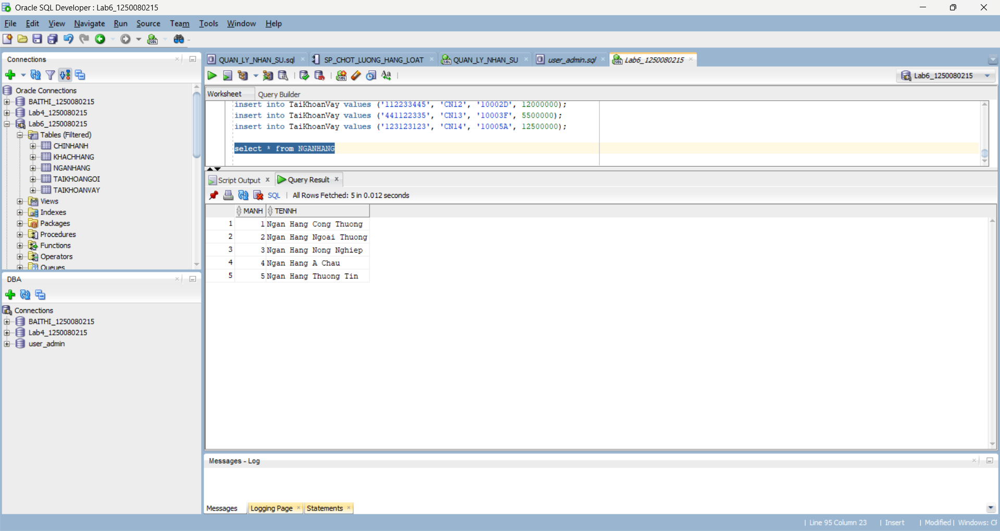 Oracle SQL Developer : Lab6_1250080215
File Edit View Navigate Run Source Team Tools Window Help
Connections
Oracle Connections
BAITHI_1250080215
Lab4_1250080215
Lab6_1250080215
Tables (Filtered)
CHINHANH
KHACHHANG
NGANHANG
TAIKHOANGOI
TAIKHOANVAY
Views
Indexes
Packages
Procedures
Functions
Operators
Queues
DBA
Connections
BAITHI_1250080215
Lab4_1250080215
user_admin
QUAN_LY_NHAN_SU.sql SP_CHOT_LUONG_HANG_LOAT QUAN_LY_NHAN_SU user_admin.sql Lab6_1250080215
Lab6_1250080215
Worksheet Query Builder
insert into TaiKhoanVay values ('112233445', 'CN12', '10002D', 12000000);
insert into TaiKhoanVay values ('441122335', 'CN13', '10003F', 5500000);
insert into TaiKhoanVay values ('123123123', 'CN14', '10005A', 12500000);
select * from NGANHANG
Script Output x Query Result x
SQL | All Rows Fetched: 5 in 0.012 seconds
MANH TENNH
1 1 Ngan Hang Cong Thuong
2 2 Ngan Hang Ngoai Thuong
3 3 Ngan Hang Nong Nghiep
4 4 Ngan Hang A Chau
5 5 Ngan Hang Thuong Tin
Messages - Log
Messages Logging Page Statements
| Line 95 Column 23 | Insert | Modified | Windows: